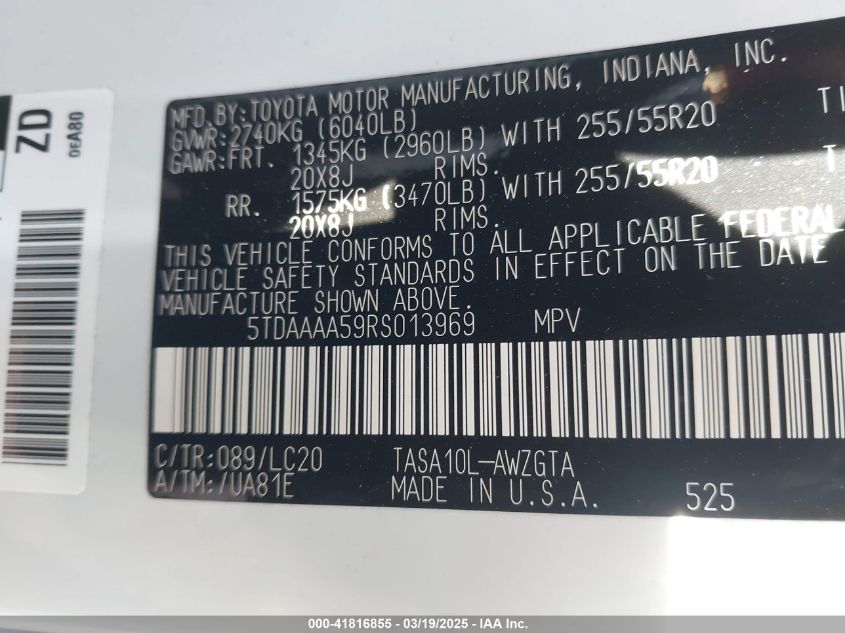 MFD.BY:TOYOTA MOTOR MANUFACTURING, INDIANA, INC.
GVWR:2740KG (6040LB)
GAWR:FRT. 1345KG (2960LB) WITH 255/55R20 TI
20X8J RIMS.
RR. 1575KG (3470LB) WITH 255/55R20 T
20X8J RIMS.
THIS VEHICLE CONFORMS TO ALL APPLICABLE FEDERAL
VEHICLE SAFETY STANDARDS IN EFFECT ON THE DATE
MANUFACTURE SHOWN ABOVE.
5TDAAAA59RS013969 MPV
C/TR:089/LC20 TASA10L-AWZGTA
A/TM:/UA81E MADE IN U.S.A. 525
ZD
0EA80
000-41816855 - 03/19/2025 - IAA Inc.